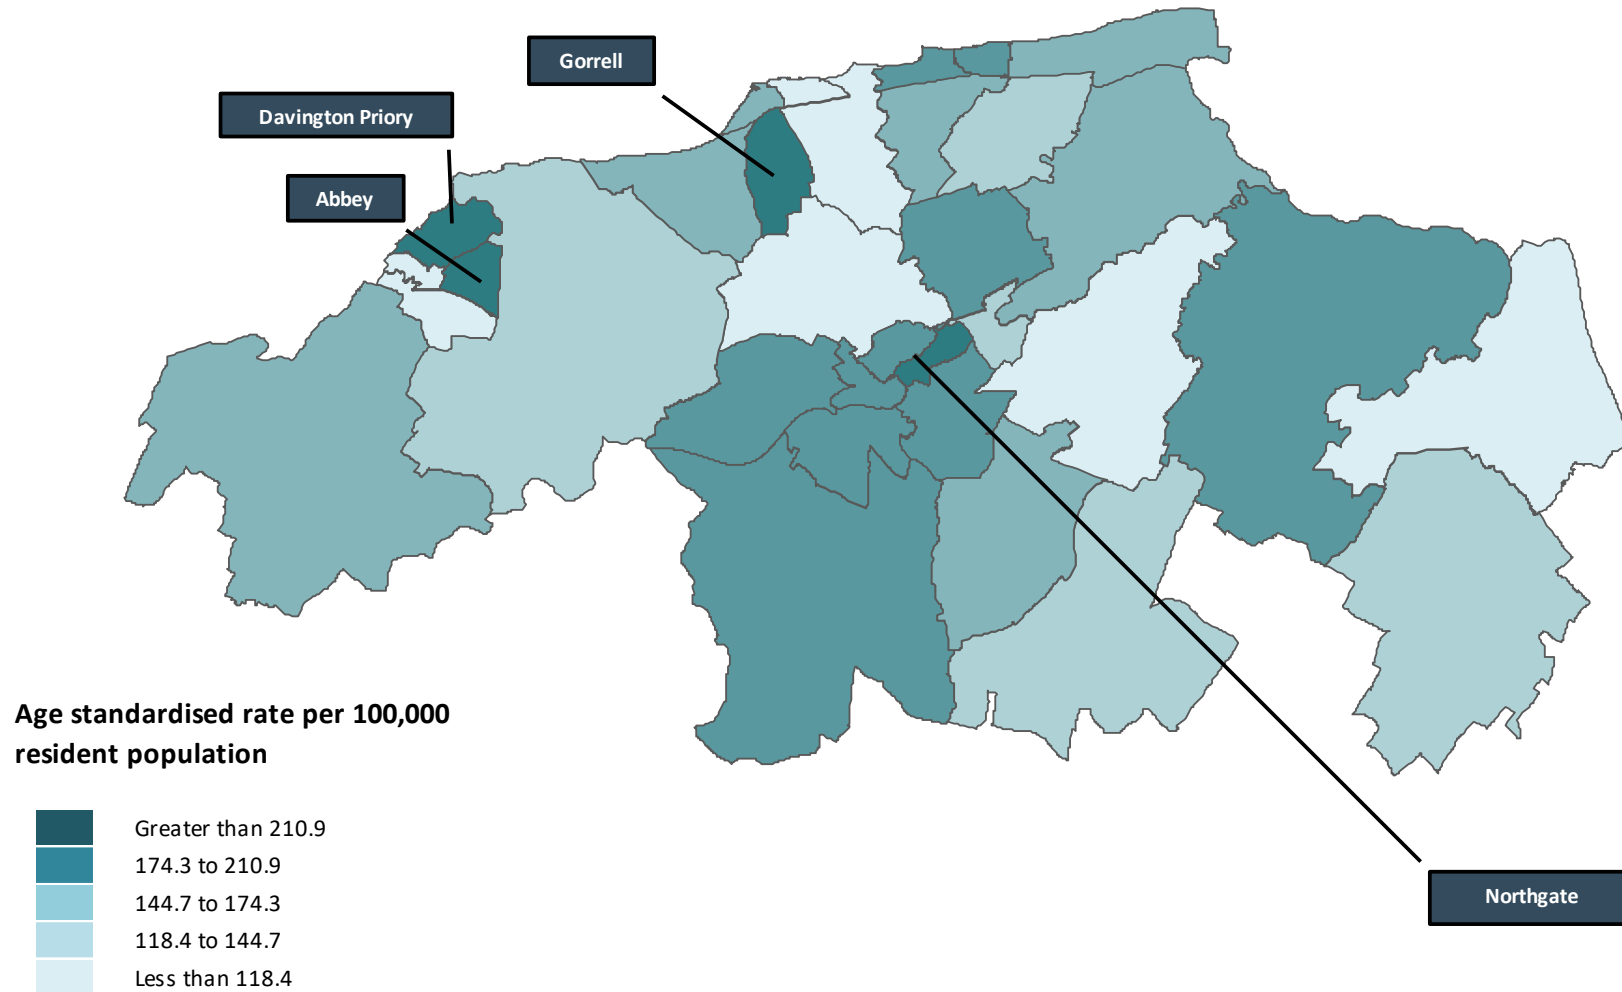 Gorrell
Davington Priory
Abbey
Age standardised rate per 100,000
resident population
Greater than 210.9
174.3 to 210.9
144.7 to 174.3
118.4 to 144.7
Less than 118.4
Northgate